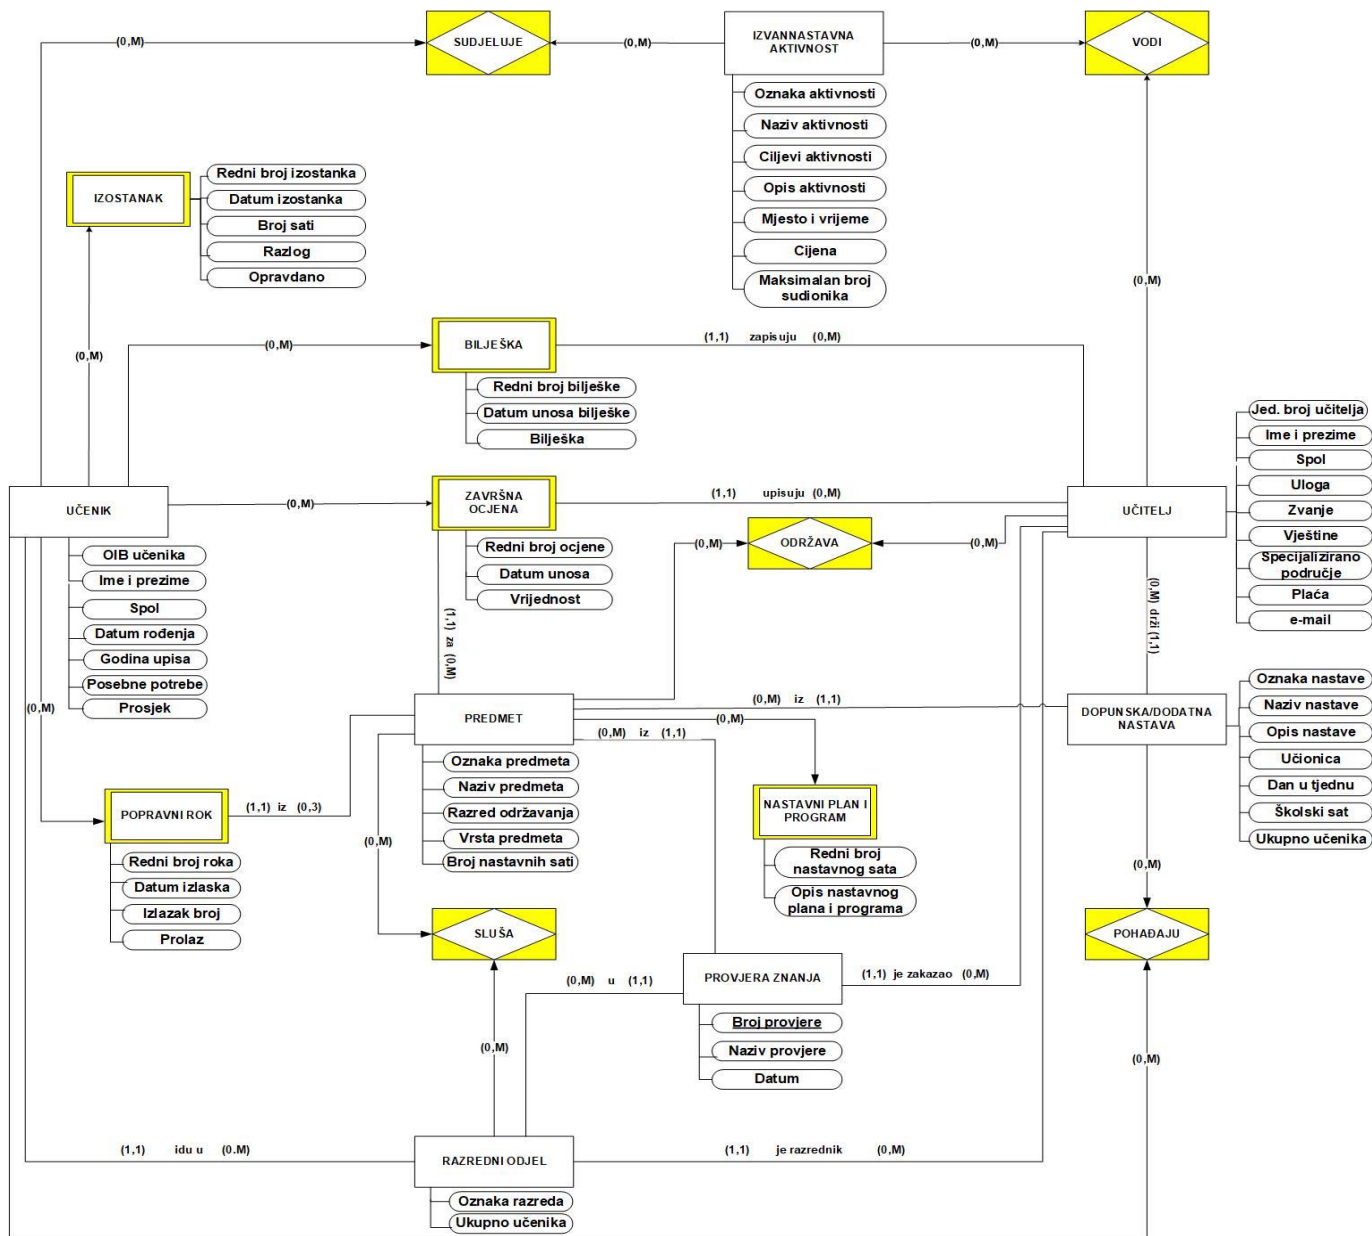 (0,M)
SUDJELUJE
(0,M)
IZVANNASTAVNA
AKTIVNOST
(0,M)
VODI
Oznaka aktivnosti
Naziv aktivnosti
Ciljevi aktivnosti
Opis aktivnosti
Mjesto i vrijeme
Cijena
Maksimalan broj
sudionika
(0,M)
IZOSTANAK
Redni broj izostanka
Datum izostanka
Broj sati
Razlog
Opravdano
(0,M)
(0,M)
BILJEŠKA
(1,1) zapisuju (0,M)
Redni broj bilješke
Datum unosa bilješke
Bilješka
UČENIK
(0,M)
ZAVRŠNA
OCJENA
(1,1) upisuju (0,M)
UČITELJ
Jed. broj učitelja
Ime i prezime
Spol
Uloga
Zvanje
Vještine
Specijalizirano
područje
Plaća
e-mail
OIB učenika
Ime i prezime
Spol
Datum rođenja
Godina upisa
Posebne potrebe
Prosjek
Redni broj ocjene
Datum unosa
Vrijednost
(0,M)
ODRŽAVA
(0,M)
(1,1) za (0,M)
(0,M) drži (1,1)
(0,M)
PREDMET
(0,M) iz (1,1)
(0,M)
(0,M) iz (1,1)
DOPUNSKA/DODATNA
NASTAVA
Oznaka nastave
Naziv nastave
Opis nastave
Učionica
Dan u tjednu
Školski sat
Ukupno učenika
Oznaka predmeta
Naziv predmeta
Razred održavanja
Vrsta predmeta
Broj nastavnih sati
POPRAVNI ROK
(1,1) iz (0,3)
Redni broj roka
Datum izlaska
Izlazak broj
Prolaz
(0,M)
NASTAVNI PLAN I
PROGRAM
Redni broj
nastavnog sata
Opis nastavnog
plana i programa
(0,M)
SLUŠA
POHAĐAJU
(0,M) u (1,1)
PROVJERA ZNANJA
(1,1) je zakazao (0,M)
Broj provjere
Naziv provjere
Datum
(0,M)
(0,M)
(1,1) idu u (0.M)
RAZREDNI ODJEL
(1,1) je razrednik (0,M)
Oznaka razreda
Ukupno učenika